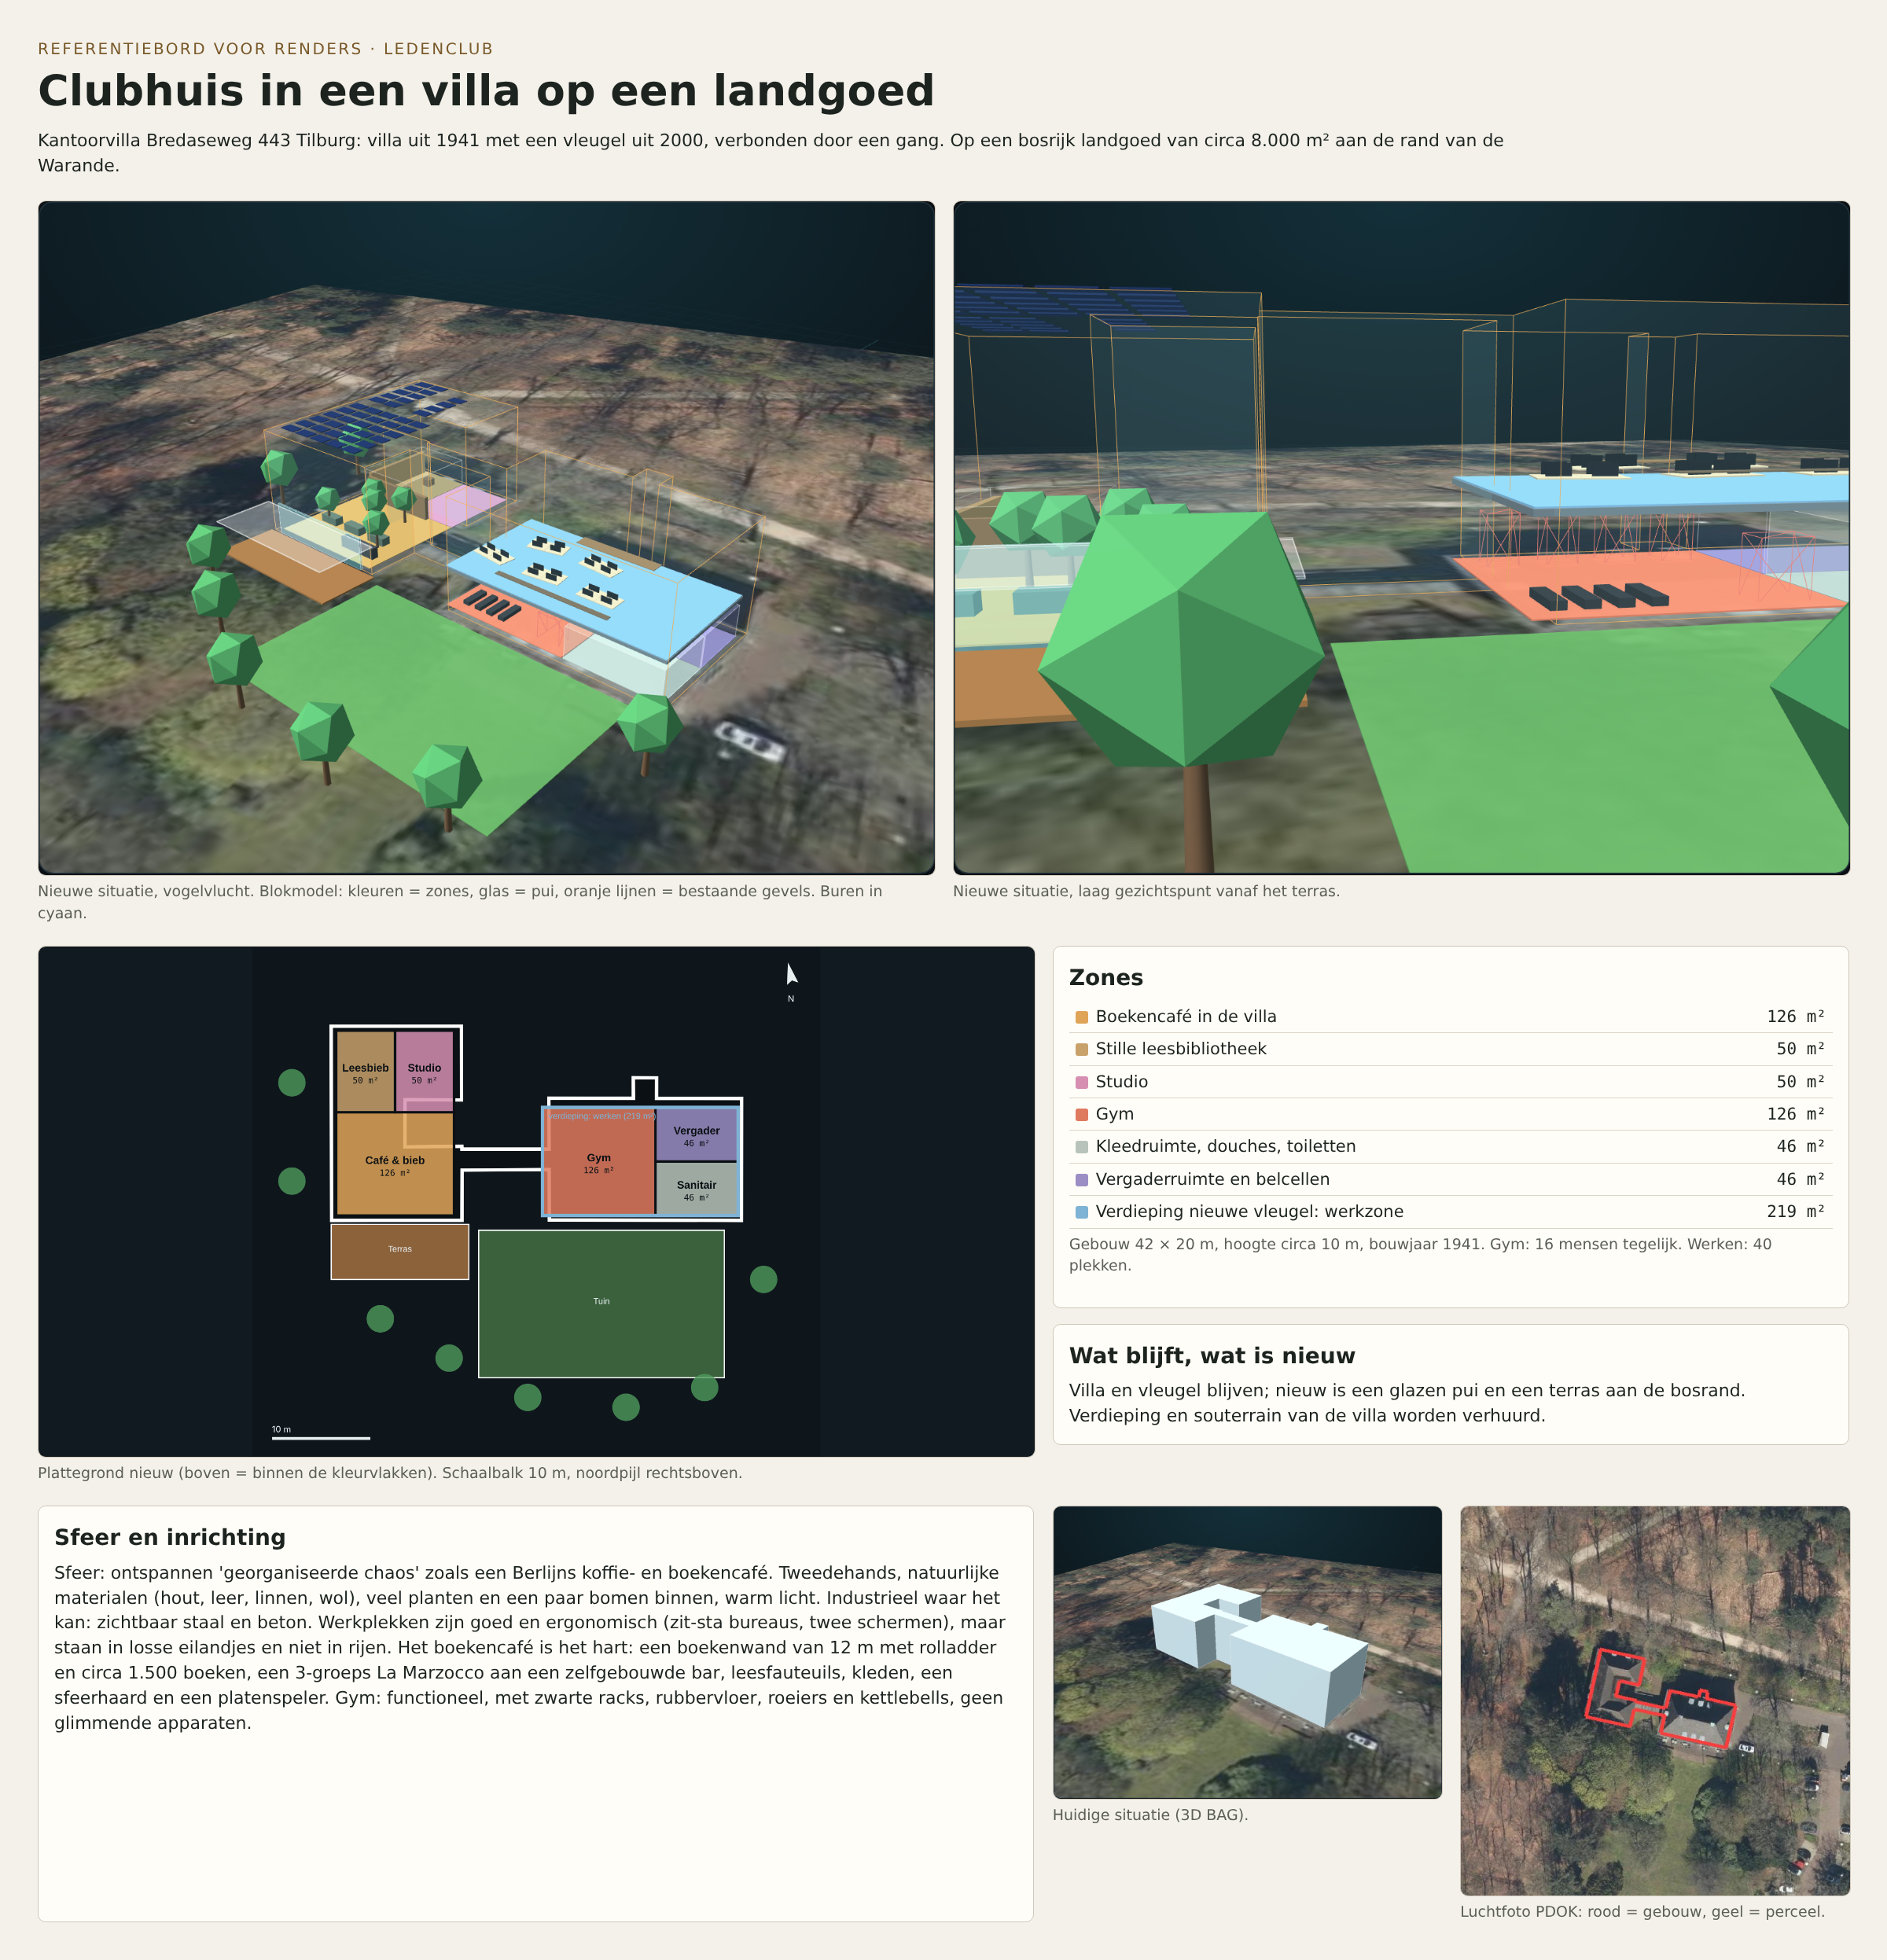 REFERENTIEBORD VOOR RENDERS · LEDENCLUB
Clubhuis in een villa op een landgoed
Kantoorvilla Bredaseweg 443 Tilburg: villa uit 1941 met een vleugel uit 2000, verbonden door een gang. Op een bosrijk landgoed van circa 8.000 m² aan de rand van de
Warande.
Nieuwe situatie, vogelvlucht. Blokmodel: kleuren = zones, glas = pui, oranje lijnen = bestaande gevels. Buren in
cyaan.
Nieuwe situatie, laag gezichtspunt vanaf het terras.
N
Leesbieb
50 m²
Studio
50 m²
Café & bieb
126 m²
verdieping: werken (219 m²)
Gym
126 m²
Vergader
46 m²
Sanitair
46 m²
Terras
Tuin
10 m
Plattegrond nieuw (boven = binnen de kleurvlakken). Schaalbalk 10 m, noordpijl rechtsboven.
Zones
Boekencafé in de villa 126 m²
Stille leesbibliotheek 50 m²
Studio 50 m²
Gym 126 m²
Kleedruimte, douches, toiletten 46 m²
Vergaderruimte en belcellen 46 m²
Verdieping nieuwe vleugel: werkzone 219 m²
Gebouw 42 × 20 m, hoogte circa 10 m, bouwjaar 1941. Gym: 16 mensen tegelijk. Werken: 40
plekken.
Wat blijft, wat is nieuw
Villa en vleugel blijven; nieuw is een glazen pui en een terras aan de bosrand.
Verdieping en souterrain van de villa worden verhuurd.
Sfeer en inrichting
Sfeer: ontspannen 'georganiseerde chaos' zoals een Berlijns koffie- en boekencafé. Tweedehands, natuurlijke
materialen (hout, leer, linnen, wol), veel planten en een paar bomen binnen, warm licht. Industrieel waar het
kan: zichtbaar staal en beton. Werkplekken zijn goed en ergonomisch (zit-sta bureaus, twee schermen), maar
staan in losse eilandjes en niet in rijen. Het boekencafé is het hart: een boekenwand van 12 m met rolladder
en circa 1.500 boeken, een 3-groeps La Marzocco aan een zelfgebouwde bar, leesfauteuils, kleden, een
sfeerhaard en een platenspeler. Gym: functioneel, met zwarte racks, rubbervloer, roeiers en kettlebells, geen
glimmende apparaten.
Huidige situatie (3D BAG).
Luchtfoto PDOK: rood = gebouw, geel = perceel.